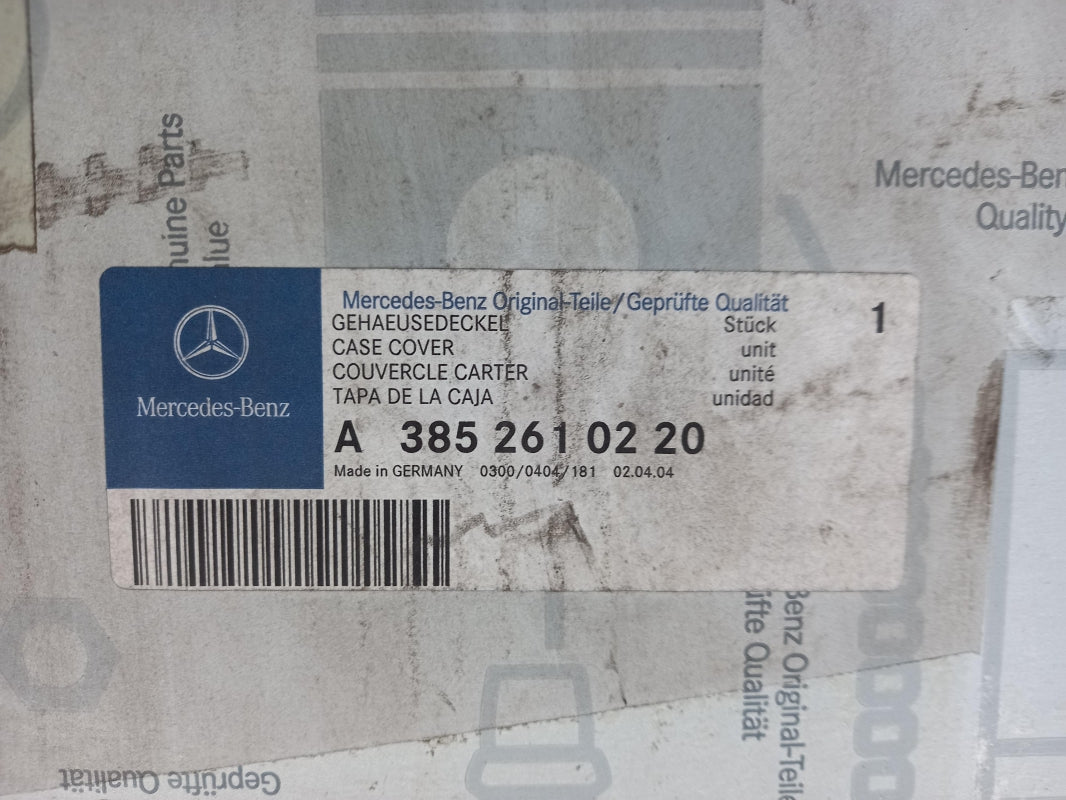 nuine Parts
Mercedes-Ben
Quality
Mercedes-Benz
Mercedes-Benz Original-Teile/Geprüfte Qualität
GEHAEUSEDECKEL Stück 1
CASE COVER unit
COUVERCLE CARTER unité
TAPA DE LA CAJA unidad
A 385 261 02 20
Made in GERMANY 0300/0404/181 02.04.04
Benz Original-Teile
üfte Qualität
Geprüfte Qualität